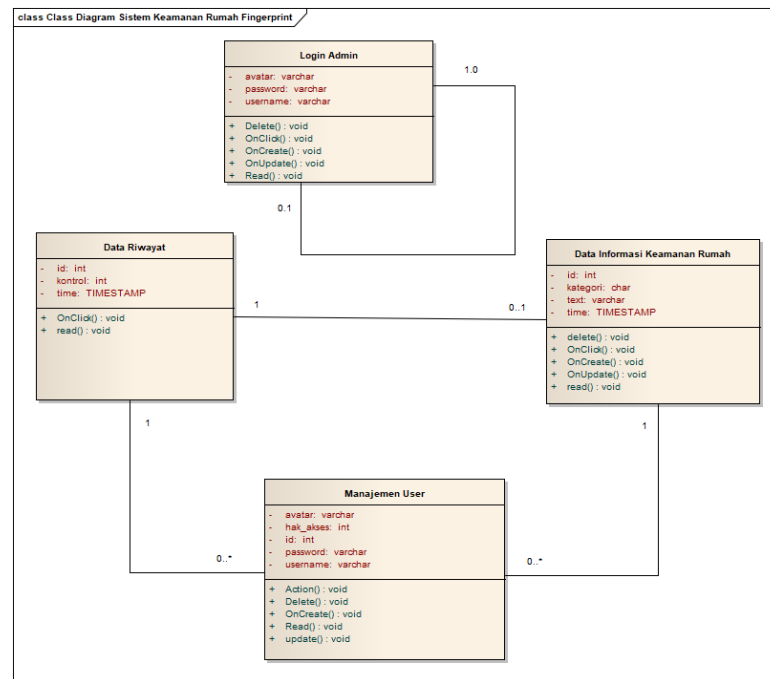 class Class Diagram Sistem Keamanan Rumah Fingerprint
Login Admin
- avatar: varchar
- password: varchar
- username: varchar
+ Delete() : void
+ OnClick() : void
+ OnCreate() : void
+ OnUpdate() : void
+ Read() : void
1.0
0.1
Data Riwayat
- id: int
- kontrol: int
- time: TIMESTAMP
+ OnClick() : void
+ read() : void
1
0..1
Data Informasi Keamanan Rumah
- id: int
- kategori: char
- text: varchar
- time: TIMESTAMP
+ delete() : void
+ OnClick() : void
+ OnCreate() : void
+ OnUpdate() : void
+ read() : void
1
1
Manajemen User
- avatar: varchar
- hak_akses: int
- id: int
- password: varchar
- username: varchar
+ Action() : void
+ Delete() : void
+ OnCreate() : void
+ Read() : void
+ update() : void
0..*
0..*